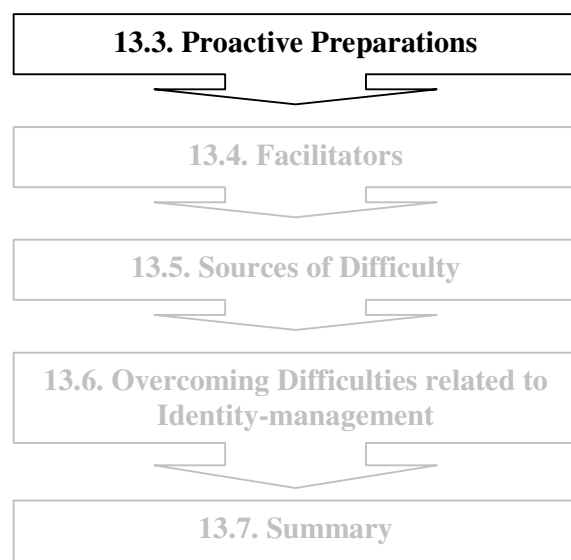 13.3. Proactive Preparations
13.4. Facilitators
13.5. Sources of Difficulty
13.6. Overcoming Difficulties related to
Identity-management
13.7. Summary